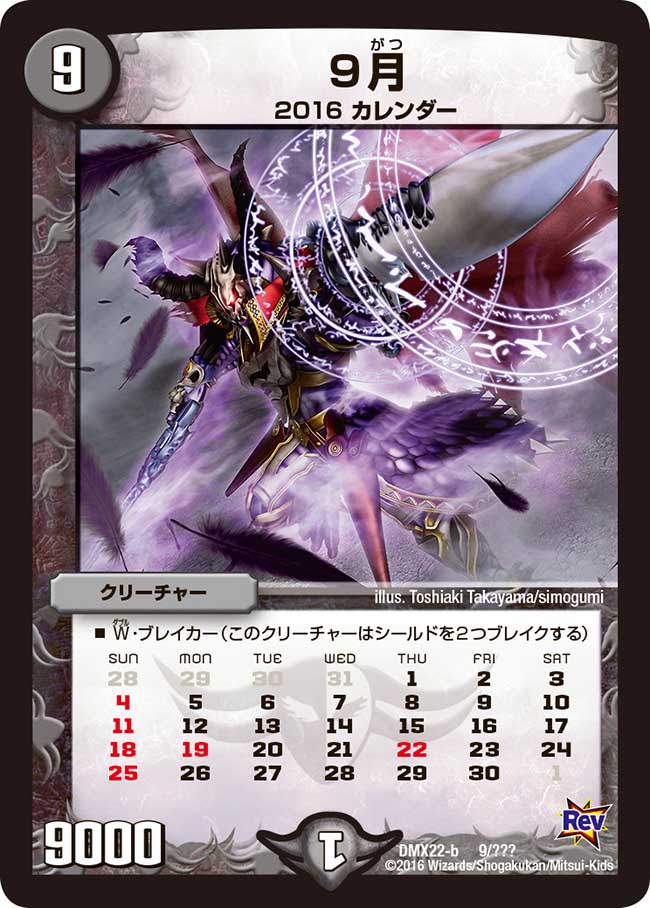 9
がつ
9月
2016 カレンダー
クリーチャー
illus. Toshiaki Takayama/simogumi
ダブル
■ W・ブレイカー(このクリーチャーはシールドを2つブレイクする)
SUN MON TUE WED THU FRI SAT
28 29 30 31 1 2 3
4 5 6 7 8 9 10
11 12 13 14 15 16 17
18 19 20 21 22 23 24
25 26 27 28 29 30 1
Rev
9000
1
DMX22-b 9/???
©2016 Wizards/Shogakukan/Mitsui-Kids